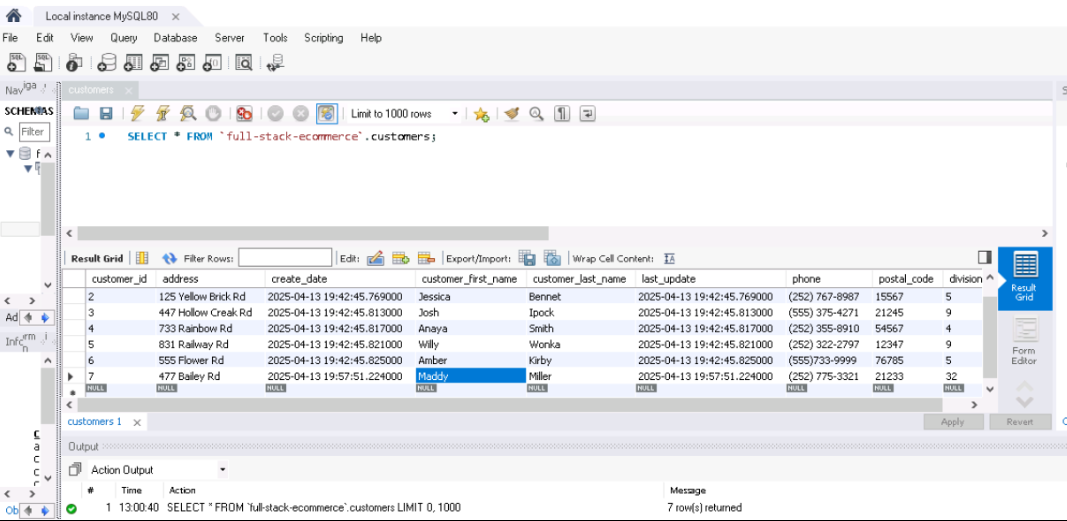 Local instance MySQL80 ×
File Edit View Query Database Server Tools Scripting Help
customers ×
SCHEMAS
Limit to 1000 rows
Filter
1 SELECT * FROM `full-stack-ecommerce`.customers;
Result Grid Filter Rows: Edit: Export/Import: Wrap Cell Content:
customer_id address create_date customer_first_name customer_last_name last_update phone postal_code division
2 125 Yellow Brick Rd 2025-04-13 19:42:45.769000 Jessica Bennet 2025-04-13 19:42:45.769000 (252) 767-8987 15567 5
3 447 Hollow Creak Rd 2025-04-13 19:42:45.813000 Josh Ipock 2025-04-13 19:42:45.813000 (555) 375-4271 21245 9
4 733 Rainbow Rd 2025-04-13 19:42:45.817000 Anaya Smith 2025-04-13 19:42:45.817000 (252) 355-8910 54567 4
5 831 Railway Rd 2025-04-13 19:42:45.821000 Willy Wonka 2025-04-13 19:42:45.821000 (252) 322-2797 12347 9
6 555 Flower Rd 2025-04-13 19:42:45.825000 Amber Kirby 2025-04-13 19:42:45.825000 (555)733-9999 76785 5
7 477 Bailey Rd 2025-04-13 19:57:51.224000 Maddy Miller 2025-04-13 19:57:51.224000 (252) 775-3321 21233 32
NULL NULL NULL NULL NULL NULL NULL NULL NULL
Result
Grid
Form
Editor
customers 1 ×
Apply Revert
Output
Action Output
# Time Action Message
1 13:00:40 SELECT * FROM `full-stack-ecommerce`.customers LIMIT 0, 1000 7 row(s) returned